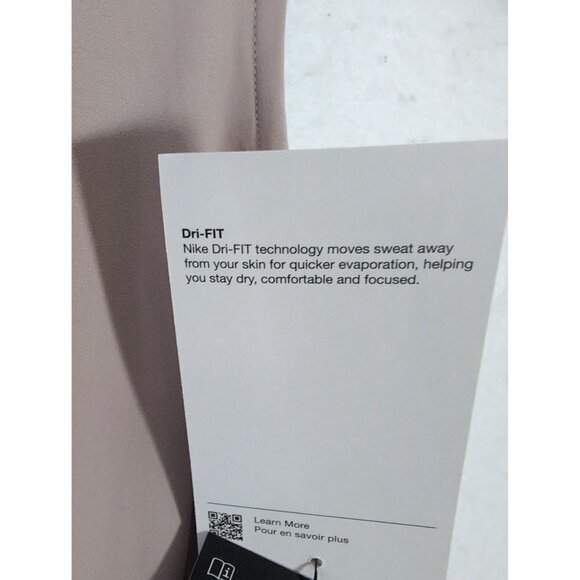 Dri-FIT
Nike Dri-FIT technology moves sweat away
from your skin for quicker evaporation, helping
you stay dry, comfortable and focused.
Learn More
Pour en savoir plus